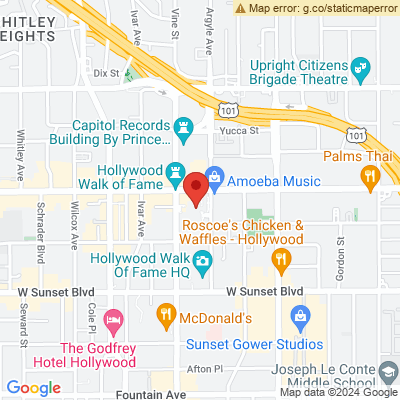 Map error: g.co/staticmaperror
WHITLEY
HEIGHTS
Ivar Ave
Vine St
Argyle Ave
Dix St
Upright Citizens
Brigade Theatre
101
Capitol Records
Building By Prince...
Yucca St
101
Whitley Ave
Hollywood
Walk of Fame
Amoeba Music
Palms Thai
Schrader Blvd
Wilcox Ave
Ivar Ave
Roscoe's Chicken &
Waffles - Hollywood
Gordon St
Hollywood Walk
Of Fame HQ
W Sunset Blvd
W Sunset Blvd
Seward St
Cole Pl
McDonald's
The Godfrey
Hotel Hollywood
Sunset Gower Studios
Afton Pl
Joseph Le Conte
Middle School
Google
Fountain Ave
Map data ©2024 Google